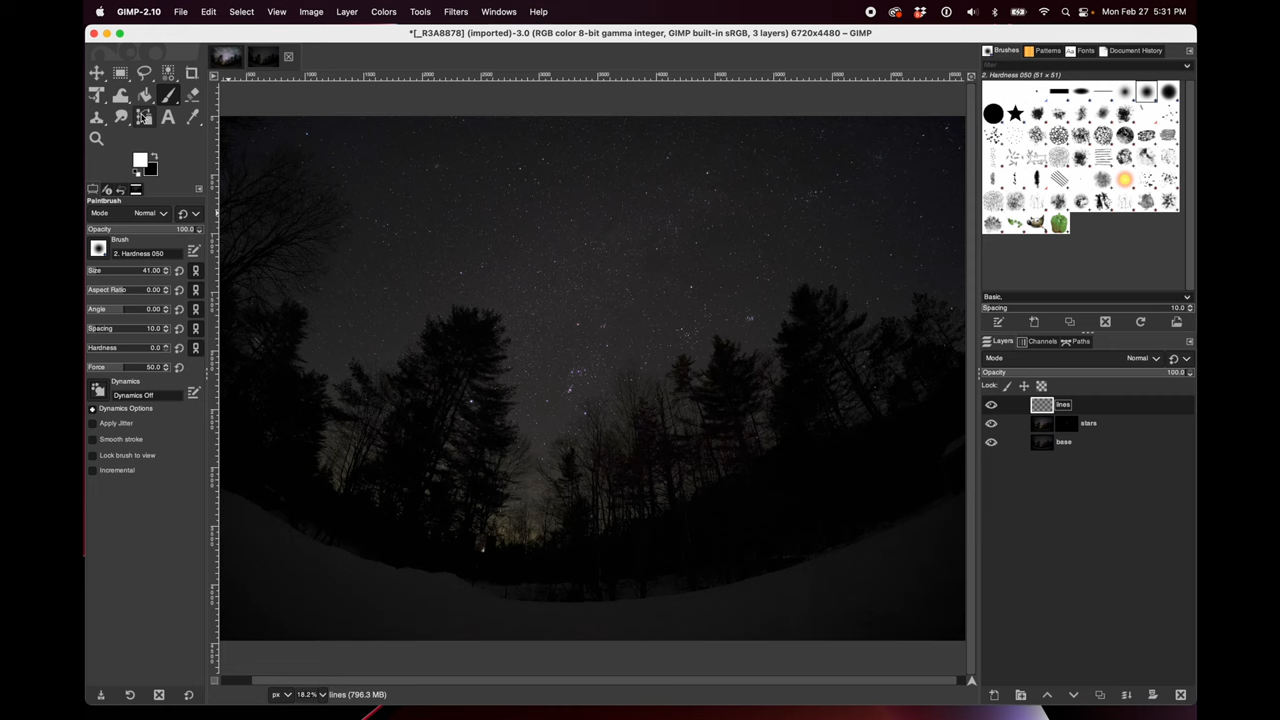 GIMP-2.10 File Edit Select View Image Layer Colors Tools Filters Windows Help Mon Feb 27 5:31 PM
*[_R3A8878] (imported)-3.0 (RGB color 8-bit gamma integer, GIMP built-in sRGB, 3 layers) 6720x4480 – GIMP
Brushes Patterns Aa Fonts Document History
2. Hardness 050 (51 × 51)
filter
Paintbrush
Mode Normal
Opacity 100.0
Brush
2. Hardness 050
Size 41.00
Aspect Ratio 0.00
Angle 0.00
Spacing 10.0
Hardness 0.0
Force 50.0
Dynamics
Dynamics Off
Dynamics Options
Apply Jitter
Smooth stroke
Lock brush to view
Incremental
Basic,
Spacing 10.0
Layers Channels Paths
Mode Normal
Opacity 100.0
Lock:
lines
stars
base
px 18.2% lines (796.3 MB)